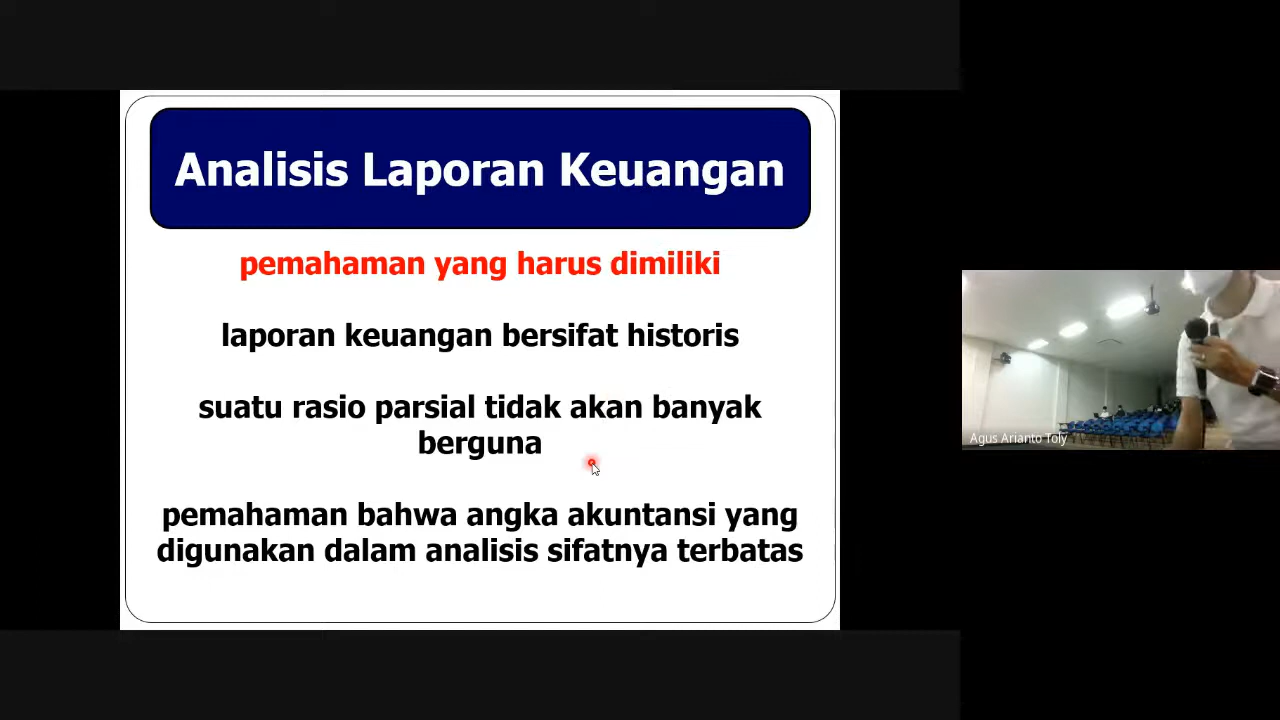 Analisis Laporan Keuangan
pemahaman yang harus dimiliki
laporan keuangan bersifat historis
suatu rasio parsial tidak akan banyak
berguna
pemahaman bahwa angka akuntansi yang
digunakan dalam analisis sifatnya terbatas
Agus Arianto Toly